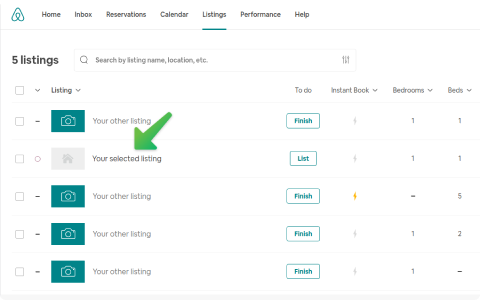 Home Inbox Reservations Calendar Listings Performance Help
5 listings
Search by listing name, location, etc.
Listing To do Instant Book Bedrooms Beds
Your other listing Finish 1 1
Your selected listing List 1 1
Your other listing Finish – 5
Your other listing Finish 1 2
Your other listing Finish 1 –